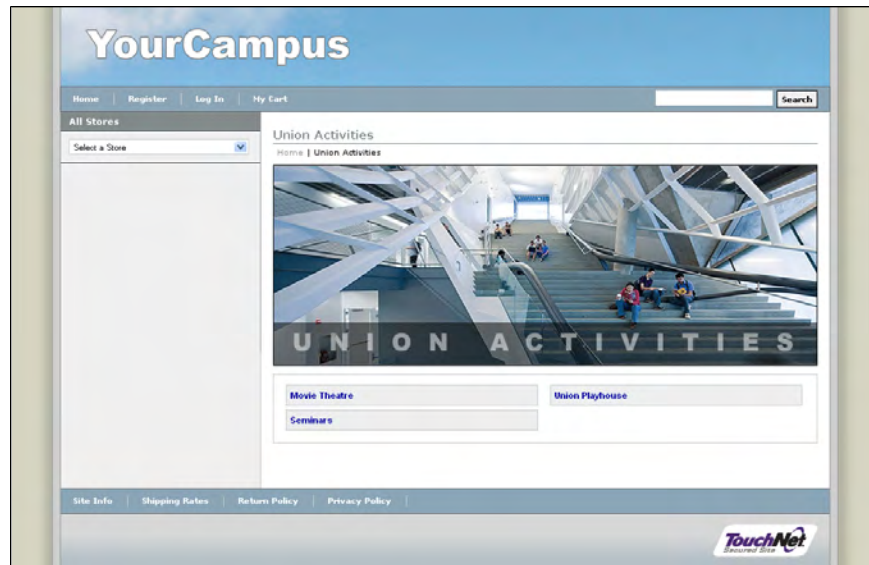 YourCampus
Home | Register | Log In | My Cart Search
All Stores
Select a Store
Union Activities
Home | Union Activities
UNION ACTIVITIES
Movie Theatre Union Playhouse
Seminars
Site Info | Shipping Rates | Return Policy | Privacy Policy |
TouchNet
Secured Site